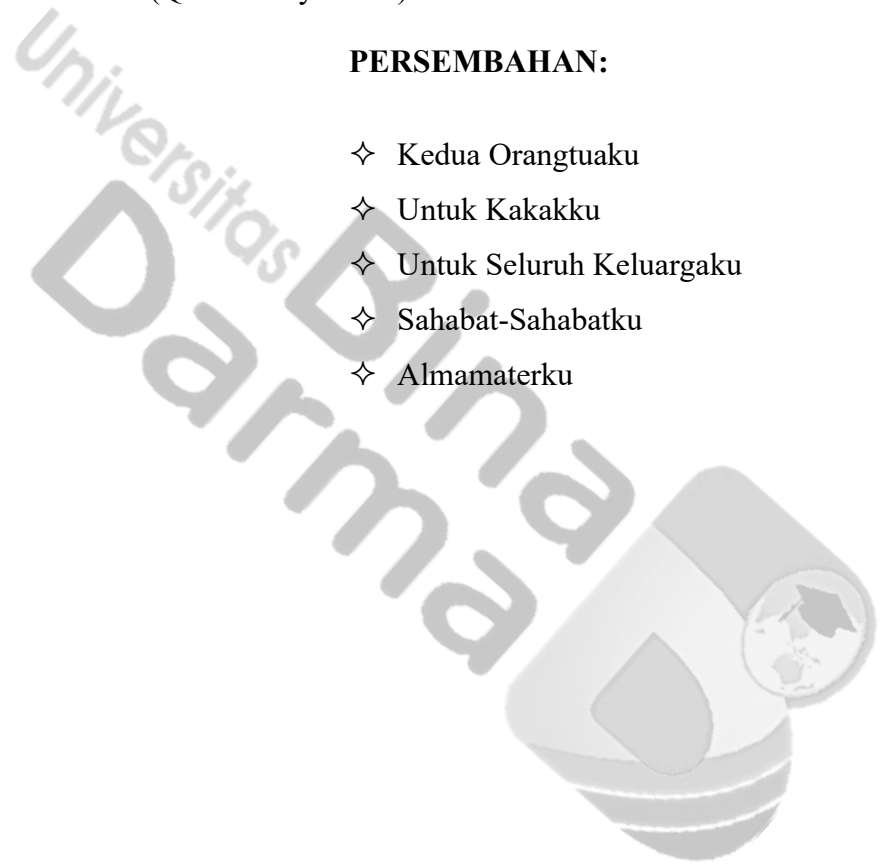 PERSEMBAHAN:
✧ Kedua Orangtuaku
✧ Untuk Kakakku
✧ Untuk Seluruh Keluargaku
✧ Sahabat-Sahabatku
✧ Almamaterku
Universitas
Bina
Darma